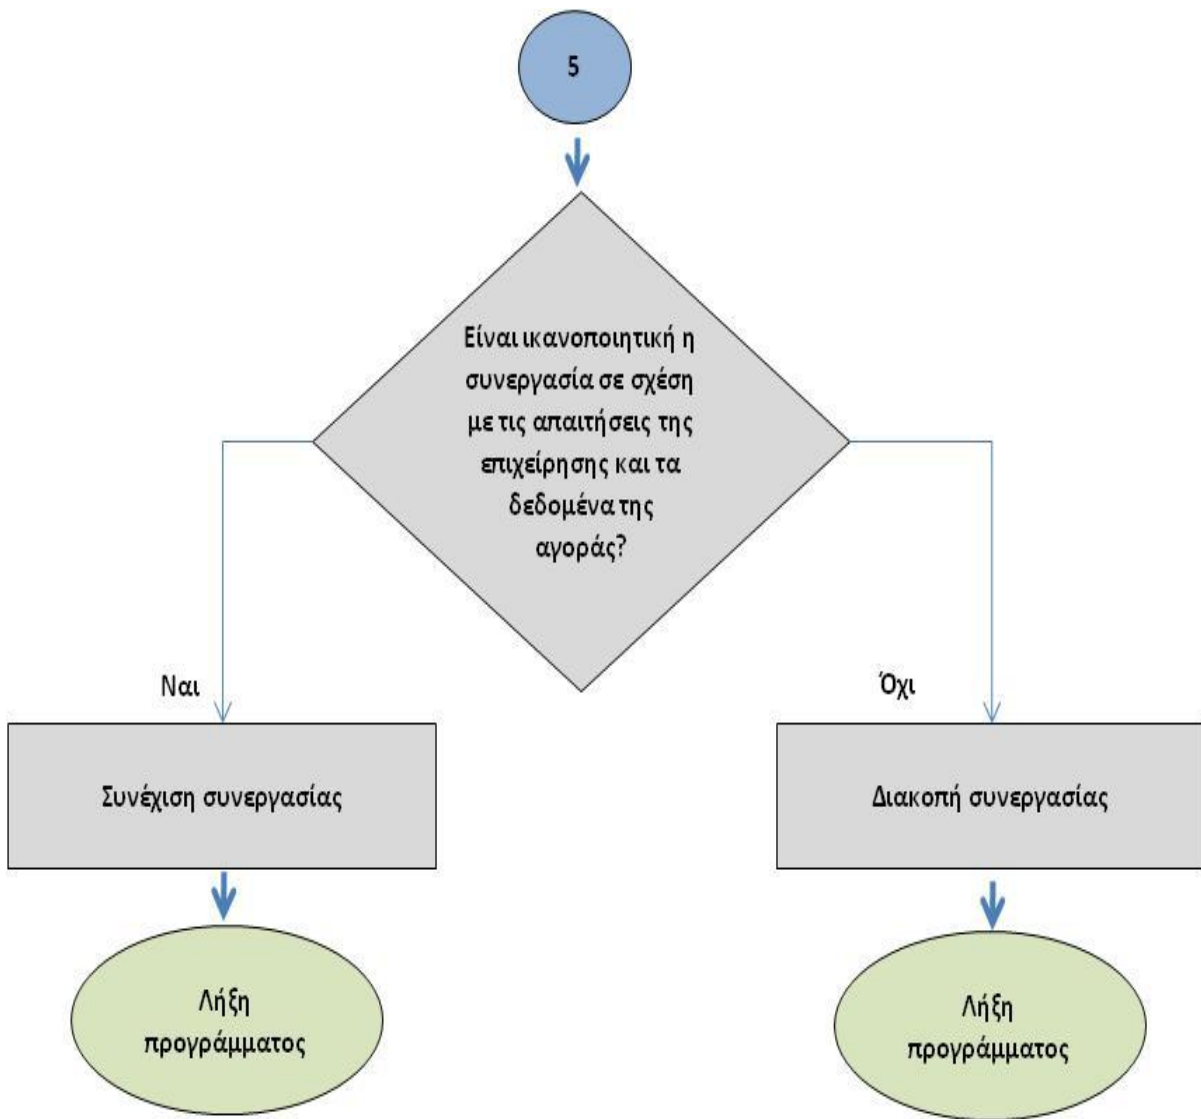 5
Είναι ικανοποιητική η
συνεργασία σε σχέση
με τις απαιτήσεις της
επιχείρησης και τα
δεδομένα της
αγοράς?
Ναι
Όχι
Συνέχιση συνεργασίας
Διακοπή συνεργασίας
Λήξη
προγράμματος
Λήξη
προγράμματος